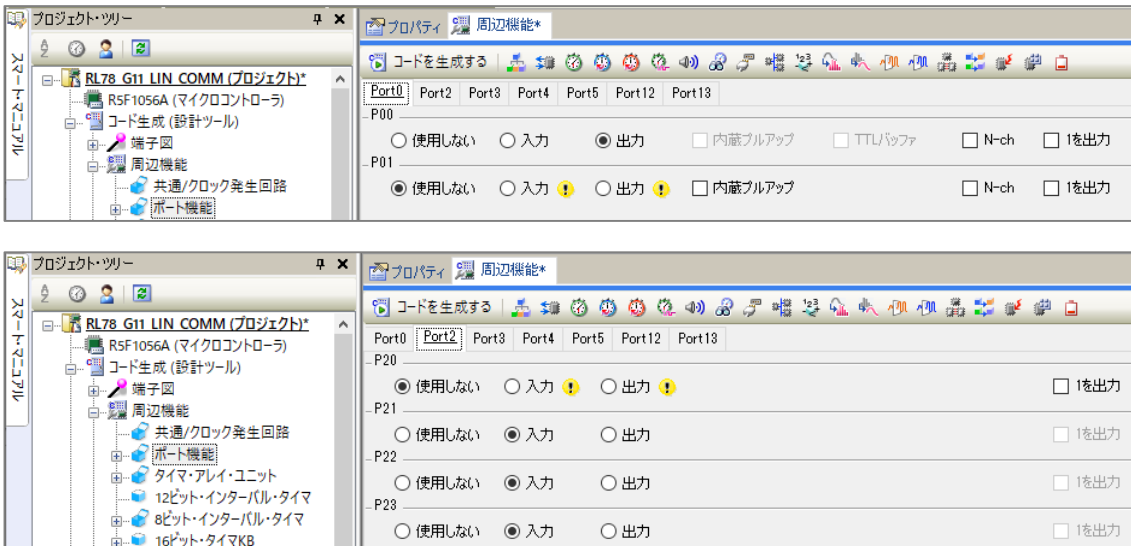 プロジェクト・ツリー
スマート・マニュアル
RL78_G11_LIN_COMM (プロジェクト)*
R5F1056A (マイクロコントローラ)
コード生成 (設計ツール)
端子図
周辺機能
共通/クロック発生回路
ポート機能
プロパティ 周辺機能*
コードを生成する
Port0 Port2 Port3 Port4 Port5 Port12 Port13
P00
使用しない 入力 出力 内蔵プルアップ TTLバッファ N-ch 1を出力
P01
使用しない 入力 出力 内蔵プルアップ N-ch 1を出力
プロジェクト・ツリー
スマート・マニュアル
RL78_G11_LIN_COMM (プロジェクト)*
R5F1056A (マイクロコントローラ)
コード生成 (設計ツール)
端子図
周辺機能
共通/クロック発生回路
ポート機能
タイマ・アレイ・ユニット
12ビット・インターバル・タイマ
8ビット・インターバル・タイマ
16ビット・タイマKB
プロパティ 周辺機能*
コードを生成する
Port0 Port2 Port3 Port4 Port5 Port12 Port13
P20
使用しない 入力 出力 1を出力
P21
使用しない 入力 出力 1を出力
P22
使用しない 入力 出力 1を出力
P23
使用しない 入力 出力 1を出力